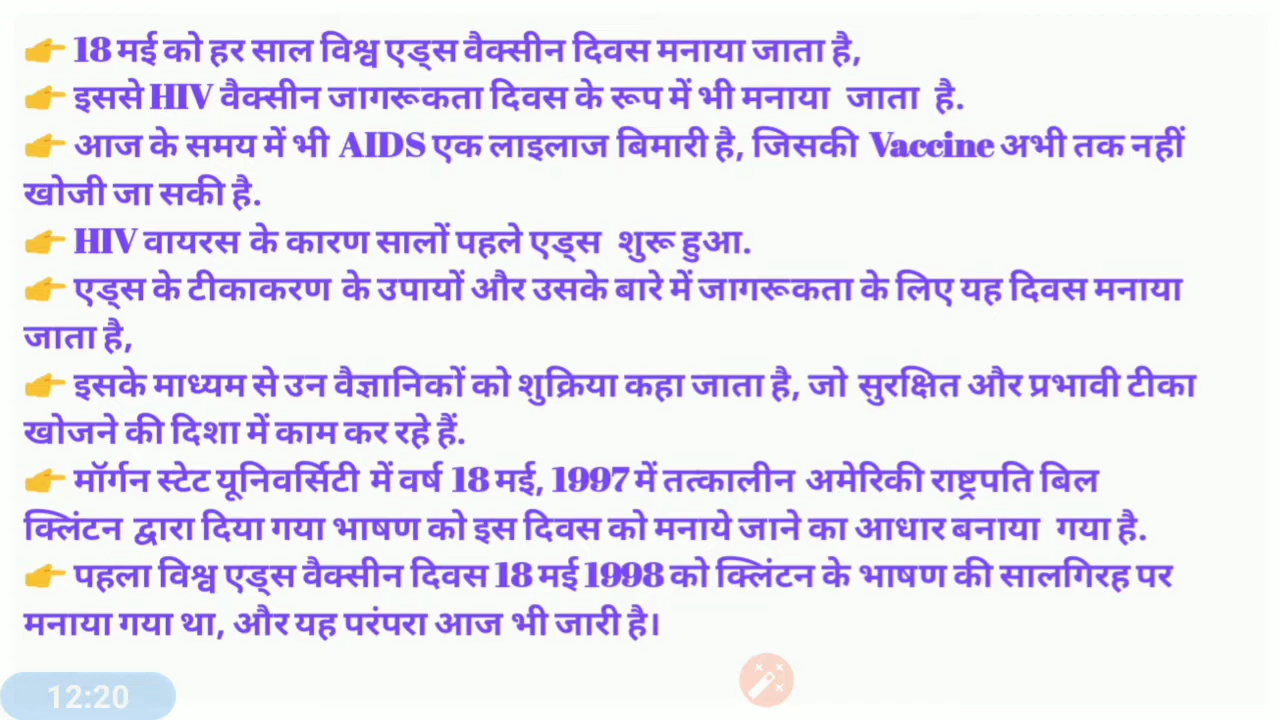 👉 18 मई को हर साल विश्व एड्स वैक्सीन दिवस मनाया जाता है,
👉 इससे HIV वैक्सीन जागरूकता दिवस के रूप में भी मनाया जाता है.
👉 आज के समय में भी AIDS एक लाइलाज बिमारी है, जिसकी Vaccine अभी तक नहीं
खोजी जा सकी है.
👉 HIV वायरस के कारण सालों पहले एड्स शुरू हुआ.
👉 एड्स के टीकाकरण के उपायों और उसके बारे में जागरूकता के लिए यह दिवस मनाया
जाता है,
👉 इसके माध्यम से उन वैज्ञानिकों को शुक्रिया कहा जाता है, जो सुरक्षित और प्रभावी टीका
खोजने की दिशा में काम कर रहे हैं.
👉 मॉर्गन स्टेट यूनिवर्सिटी में वर्ष 18 मई, 1997 में तत्कालीन अमेरिकी राष्ट्रपति बिल
क्लिंटन द्वारा दिया गया भाषण को इस दिवस को मनाये जाने का आधार बनाया गया है.
👉 पहला विश्व एड्स वैक्सीन दिवस 18 मई 1998 को क्लिंटन के भाषण की सालगिरह पर
मनाया गया था, और यह परंपरा आज भी जारी है।
12:20